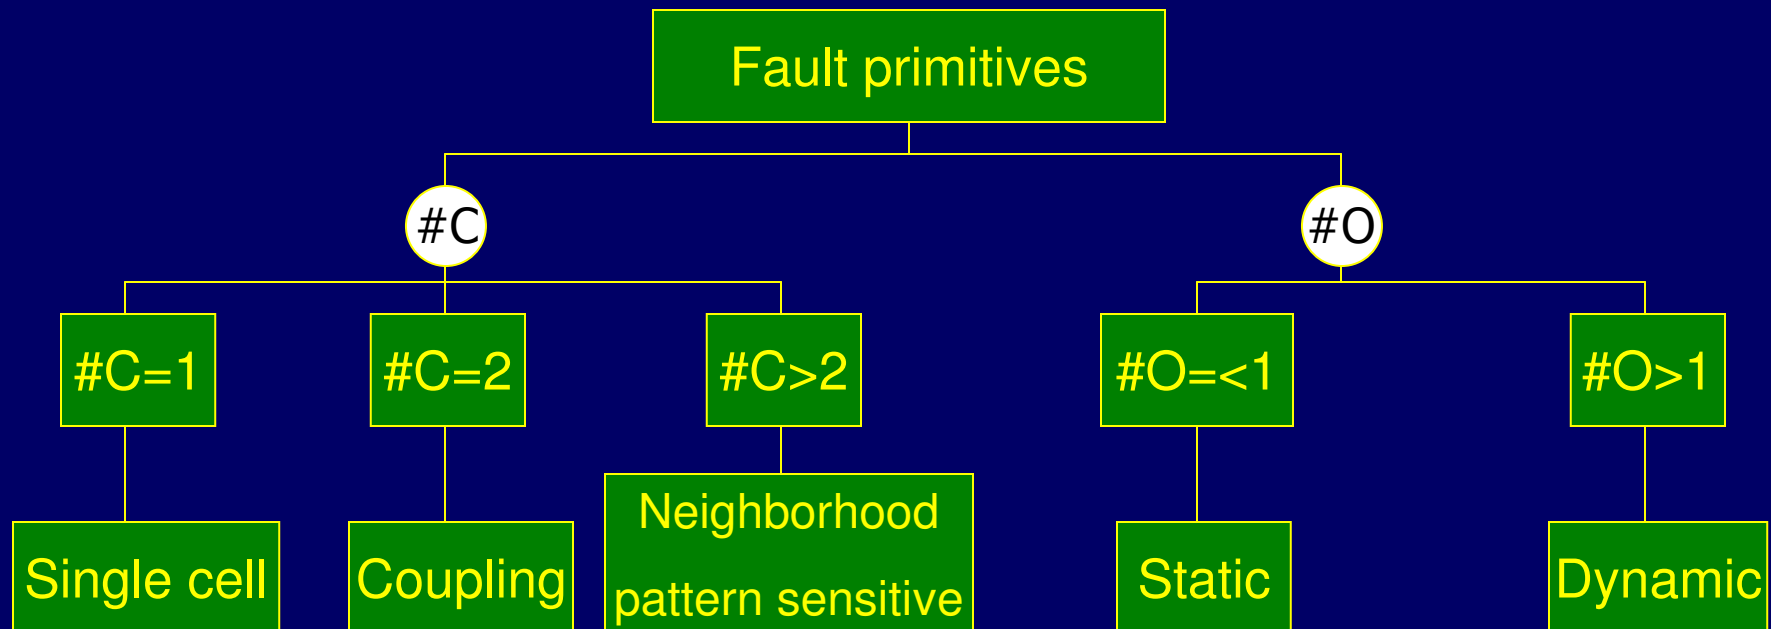 Fault primitives
#C
#O
#C=1
#C=2
#C>2
#O=<1
#O>1
Single cell
Coupling
Neighborhood
pattern sensitive
Static
Dynamic